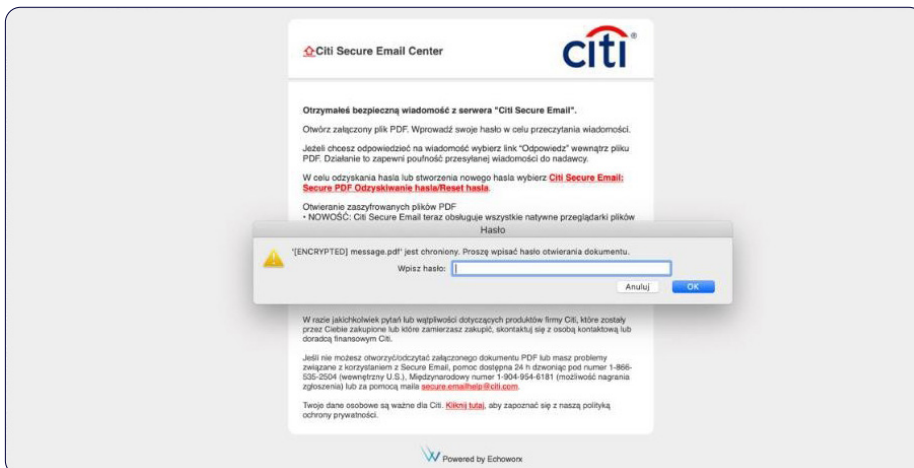 Citi Secure Email Center
citi®
Otrzymałeś bezpieczną wiadomość z serwera "Citi Secure Email".
Otwórz załączony plik PDF. Wprowadź swoje hasło w celu przeczytania wiadomości.
Jeżeli chcesz odpowiedzieć na wiadomość wybierz link "Odpowiedz" wewnątrz pliku
PDF. Działanie to zapewni poufność przesyłanej wiadomości do nadawcy.
W celu odzyskania hasla lub stworzenia nowego hasla wybierz Citi Secure Email:
Secure PDF Odzyskiwanie hasla/Reset hasla.
Otwieranie zaszyfrowanych plików PDF
• NOWOŚĆ: Citi Secure Email teraz obsługuje wszystkie natywne przeglądarki plików
Hasło
'[ENCRYPTED] message.pdf' jest chroniony. Proszę wpisać hasło otwierania dokumentu.
Wpisz hasło:
Anuluj OK
W razie jakichkolwiek pytań lub wątpliwości dotyczących produktów firmy Citi, które zostały
przez Ciebie zakupione lub które zamierzasz zakupić, skontaktuj się z osobą kontaktową lub
doradcą finansowym Citi.
Jeśli nie możesz otworzyć/odczytać załączonego dokumentu PDF lub masz problemy
związane z korzystaniem z Secure Email, pomoc dostępna 24 h dzwoniąc pod numer 1-866-
535-2504 (wewnętrzny U.S.), Międzynarodowy numer 1-904-954-6181 (możliwość nagrania
zgłoszenia) lub za pomocą maila secure.emailhelp@citi.com.
Twoje dane osobowe są ważne dla Citi. Kliknij tutaj, aby zapoznać się z naszą polityką
ochrony prywatności.
Powered by Echoworx